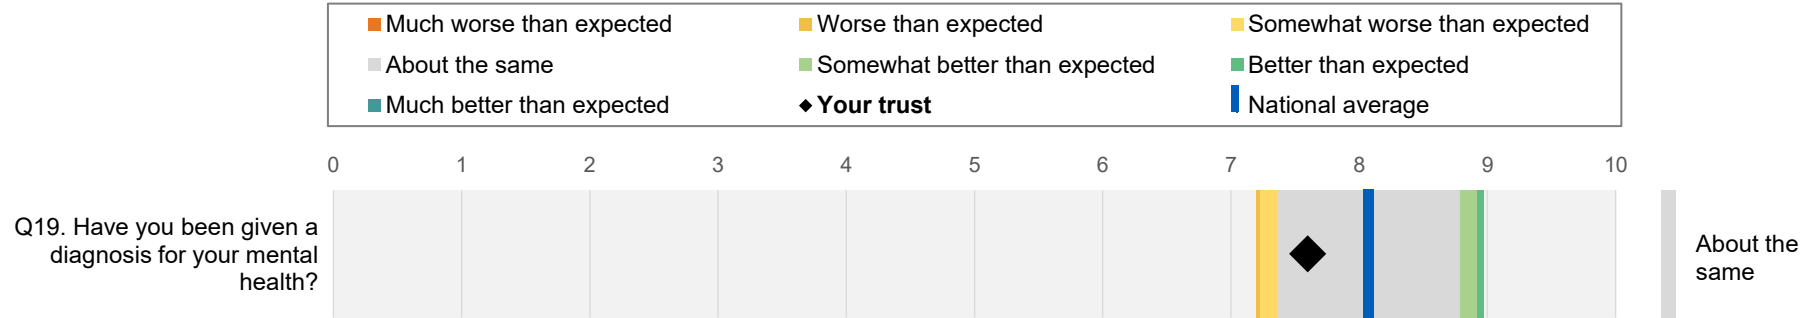 Much worse than expected
Worse than expected
Somewhat worse than expected
About the same
Somewhat better than expected
Better than expected
Much better than expected
Your trust
National average
0 1 2 3 4 5 6 7 8 9 10
Q19. Have you been given a
diagnosis for your mental
health?
About the
same